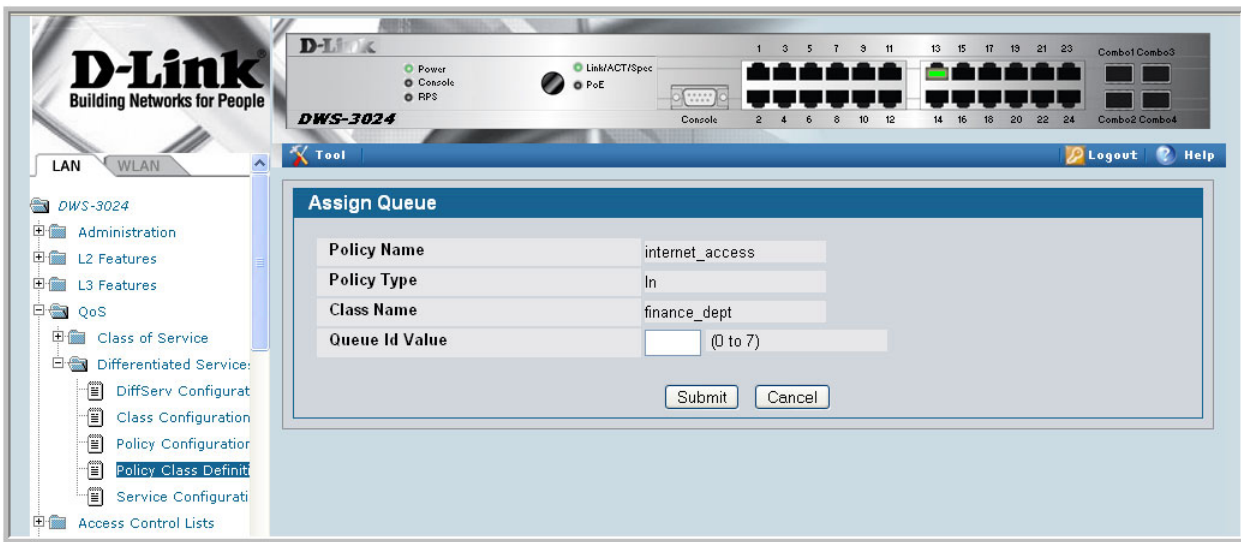 D-Link
Building Networks for People
D-Link
Power
Console
RPS
Link/ACT/Spec
PoE
DWS-3024
Console
1 3 5 7 9 11 13 15 17 19 21 23
2 4 6 8 10 12 14 16 18 20 22 24
Combo1 Combo3
Combo2 Combo4
LAN WLAN
Tool Logout Help
DWS-3024
Administration
L2 Features
L3 Features
QoS
Class of Service
Differentiated Services
DiffServ Configurat
Class Configuration
Policy Configuration
Policy Class Definiti
Service Configurati
Access Control Lists
Assign Queue
Policy Name internet_access
Policy Type In
Class Name finance_dept
Queue Id Value (0 to 7)
Submit Cancel